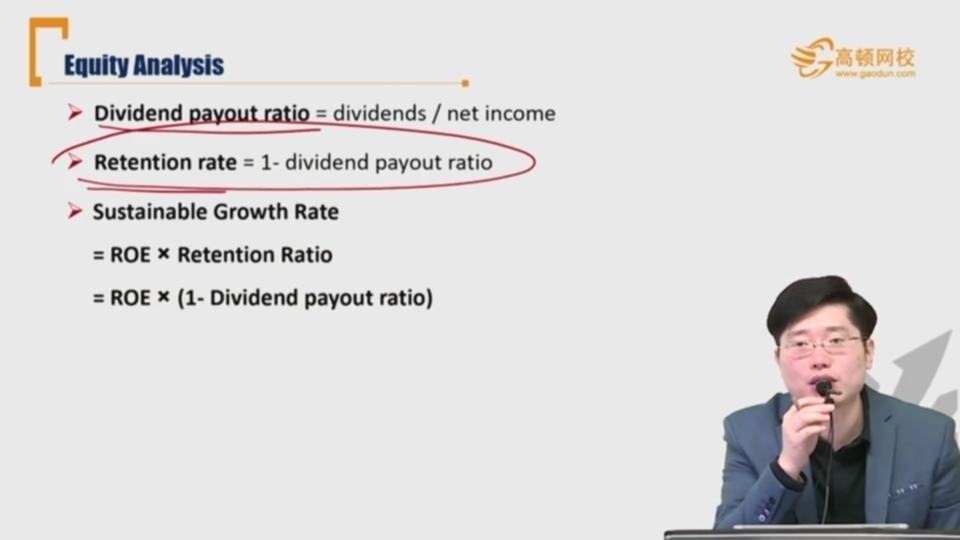 Equity Analysis
高顿网校
www.gaodun.com
Dividend payout ratio = dividends / net income
Retention rate = 1- dividend payout ratio
Sustainable Growth Rate
= ROE × Retention Ratio
= ROE × (1- Dividend payout ratio)